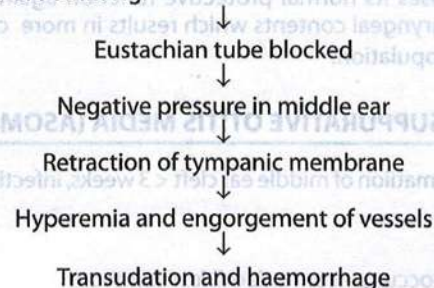 ↓
Eustachian tube blocked
↓
Negative pressure in middle ear
↓
Retraction of tympanic membrane
↓
Hyperemia and engorgement of vessels
↓
Transudation and haemorrhage